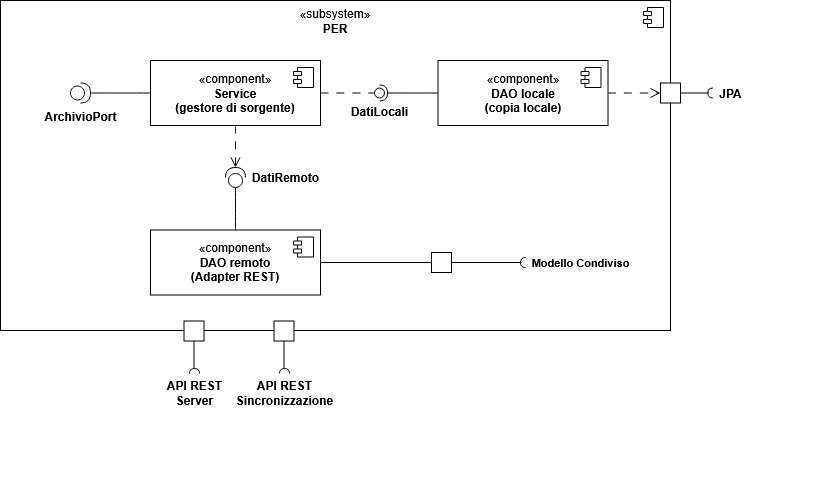 «subsystem»
PER
«component»
Service
(gestore di sorgente)
«component»
DAO locale
(copia locale)
ArchivioPort
DatiLocali
JPA
DatiRemoto
«component»
DAO remoto
(Adapter REST)
Modello Condiviso
API REST
Server
API REST
Sincronizzazione